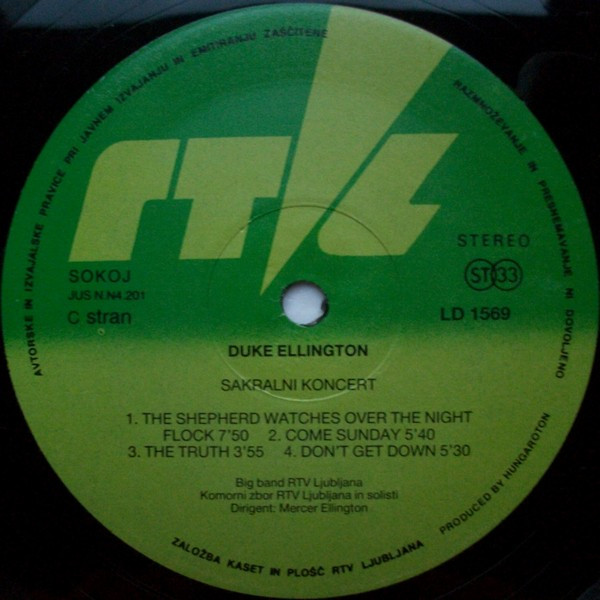 AVTORSKE IN IZVAJALSKE PRAVICE PRI JAVNEM IZVAJANJU IN EMITIRANJU ZAŠČITENE
RAZMNOŽEVANJE IN PRESNEMAVANJE NI DOVOLJENO
rtl
STEREO
SOKOJ
ST 33
JUS N.N4.201
C stran
LD 1569
DUKE ELLINGTON
SAKRALNI KONCERT
1. THE SHEPHERD WATCHES OVER THE NIGHT
FLOCK 7'50 2. COME SUNDAY 5'40
3. THE TRUTH 3'55 4. DON'T GET DOWN 5'30
Big band RTV Ljubljana
Komorni zbor RTV Ljubljana in solisti
Dirigent: Mercer Ellington
ZALOŽBA KASET IN PLOŠČ RTV LJUBLJANA
PRODUCED BY HUNGAROTON